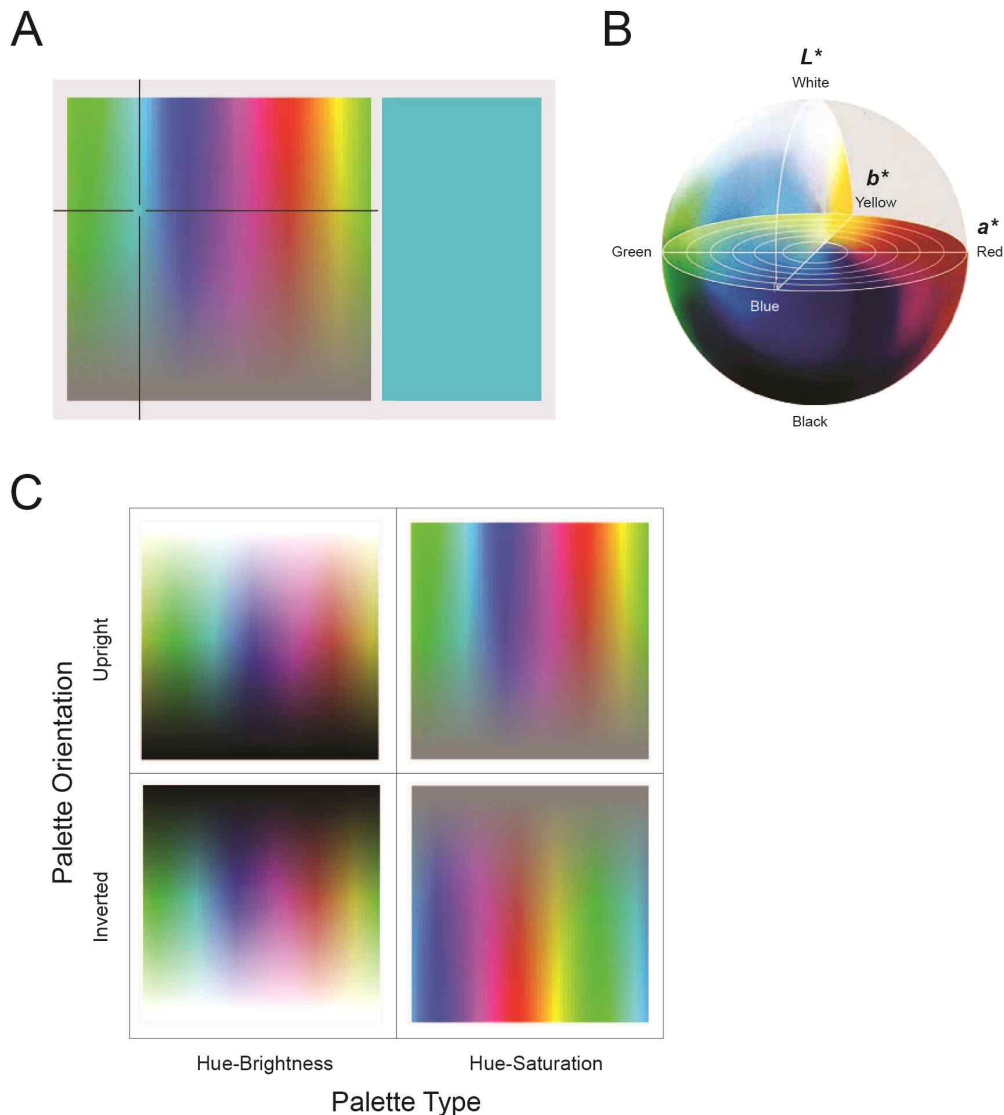 A
B
L*
White
b*
Yellow
a*
Green
Red
Blue
Black
C
Palette Orientation
Upright
Inverted
Hue-Brightness
Hue-Saturation
Palette Type